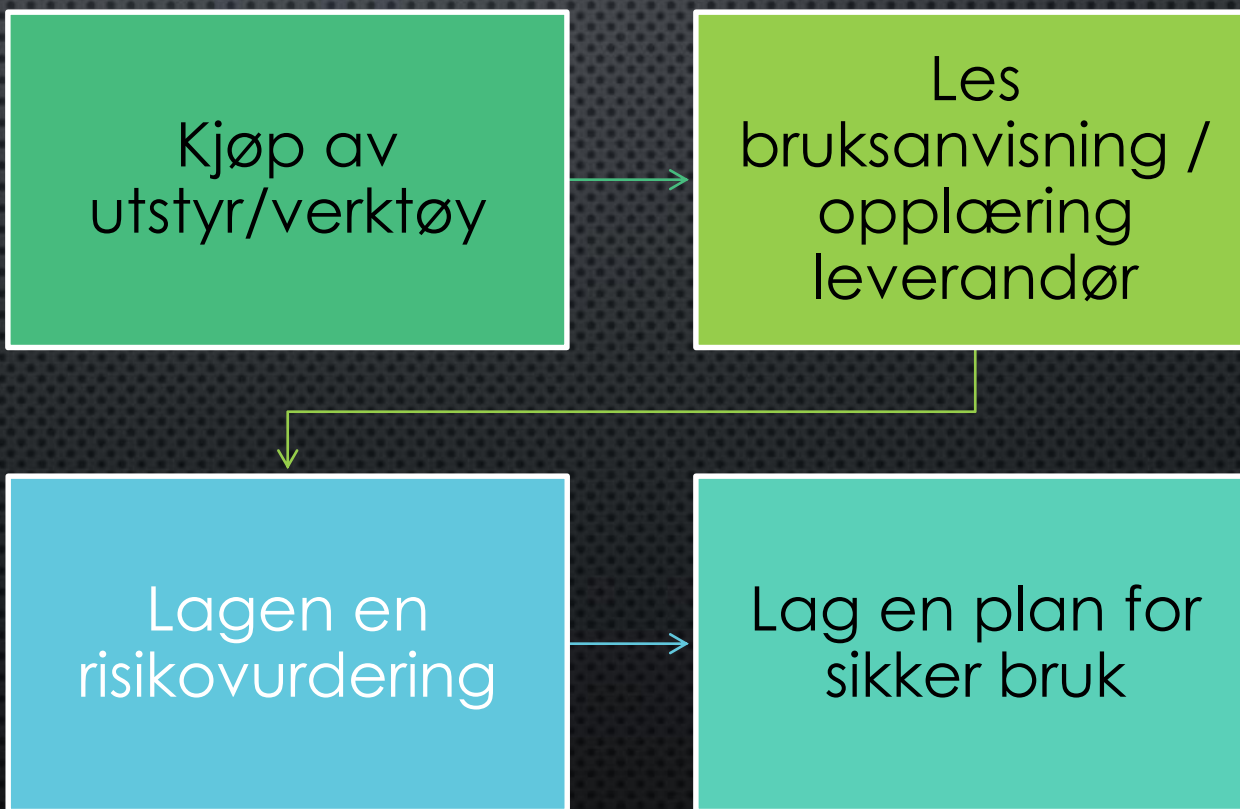 Kjøp av
utstyr/verktøy
Les
bruksanvisning /
opplæring
leverandør
Lagen en
risikovurdering
Lag en plan for
sikker bruk